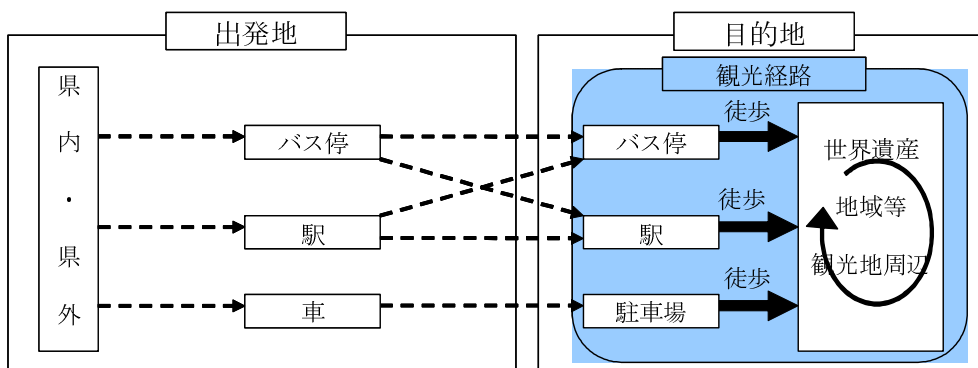 出発地
目的地
観光経路
県内・県外
バス停
駅
車
バス停
駅
駐車場
徒歩
徒歩
徒歩
世界遺産
地域等
観光地周辺